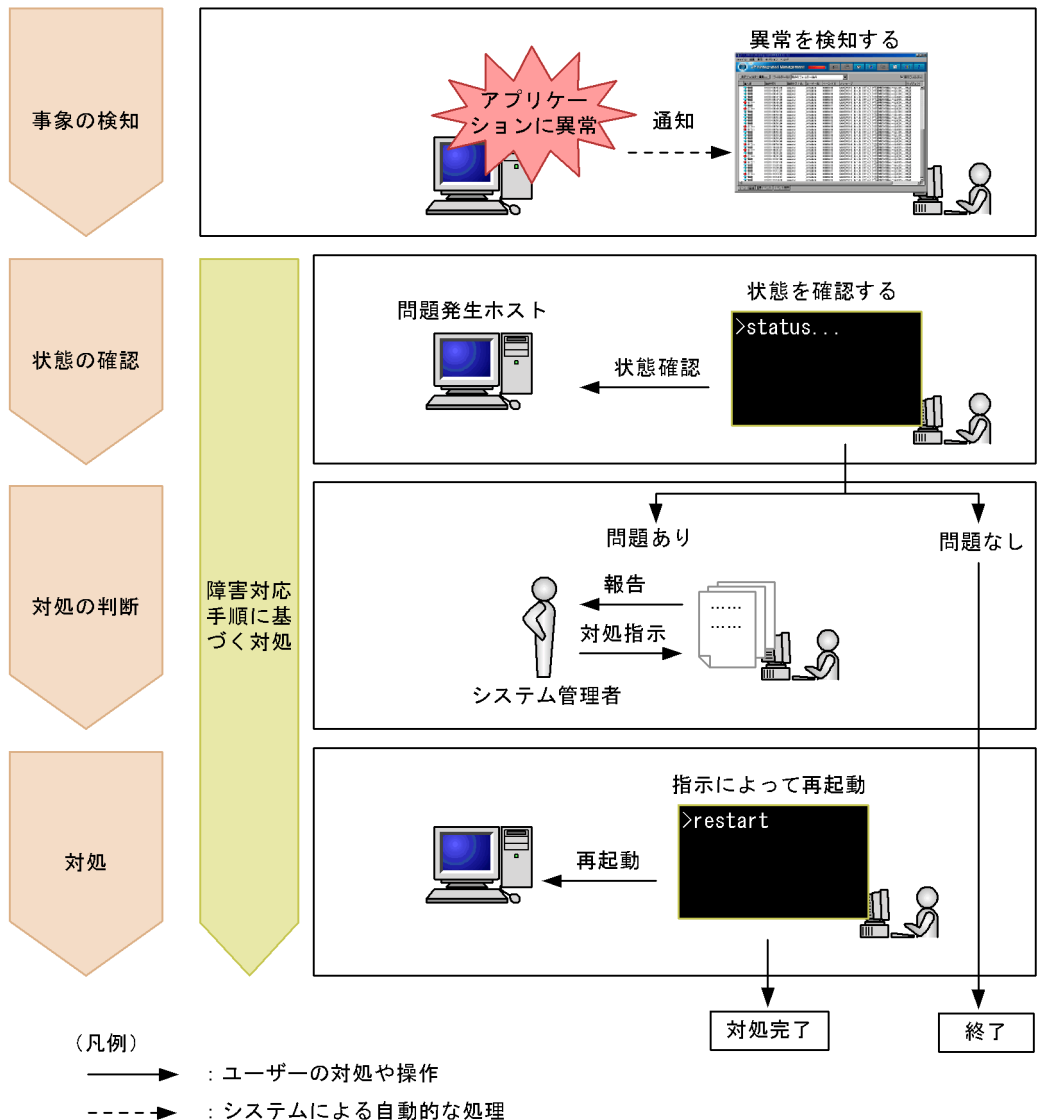 事象の検知
異常を検知する
アプリケー
ションに異常
通知
状態の確認
問題発生ホスト
状態を確認する
>status...
状態確認
対処の判断
障害対応
手順に基
づく対処
問題あり
問題なし
報告
……
……
対処指示
システム管理者
対処
指示によって再起動
>restart
再起動
対処完了
終了
（凡例）
：ユーザーの対処や操作
：システムによる自動的な処理